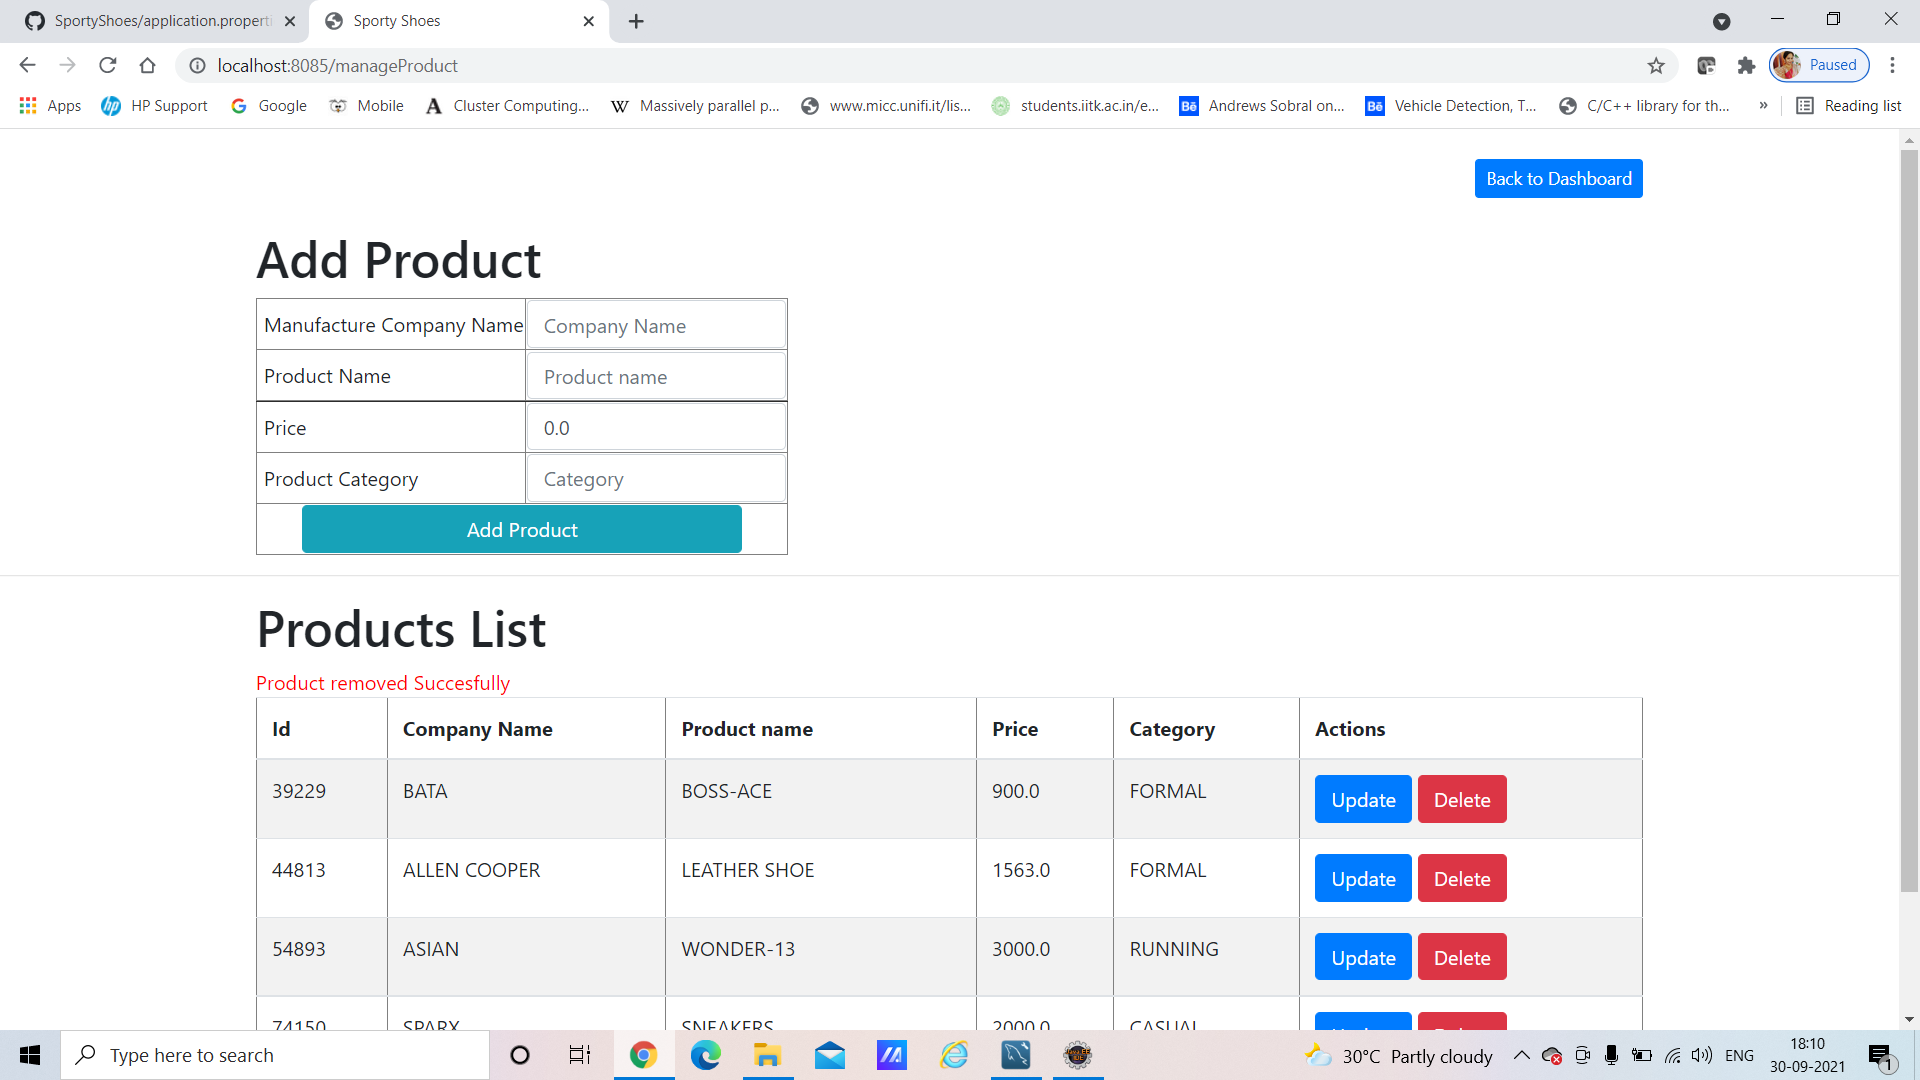 SportyShoes/application.properti
Sporty Shoes
localhost:8085/manageProduct
Paused
Apps
HP Support
Google
Mobile
Cluster Computing...
Massively parallel p...
www.micc.unifi.it/lis...
students.iitk.ac.in/e...
Andrews Sobral on...
Vehicle Detection, T...
C/C++ library for th...
»
Reading list
Back to Dashboard
Add Product
Manufacture Company Name
Company Name
Product Name
Product name
Price
0.0
Product Category
Category
Add Product
Products List
Product removed Succesfully
Id Company Name Product name Price Category Actions
39229 BATA BOSS-ACE 900.0 FORMAL Update Delete
44813 ALLEN COOPER LEATHER SHOE 1563.0 FORMAL Update Delete
54893 ASIAN WONDER-13 3000.0 RUNNING Update Delete
74150 SPARX SNEAKERS 2000.0 CASUAL
Type here to search
30°C Partly cloudy
ENG
18:10
30-09-2021
1